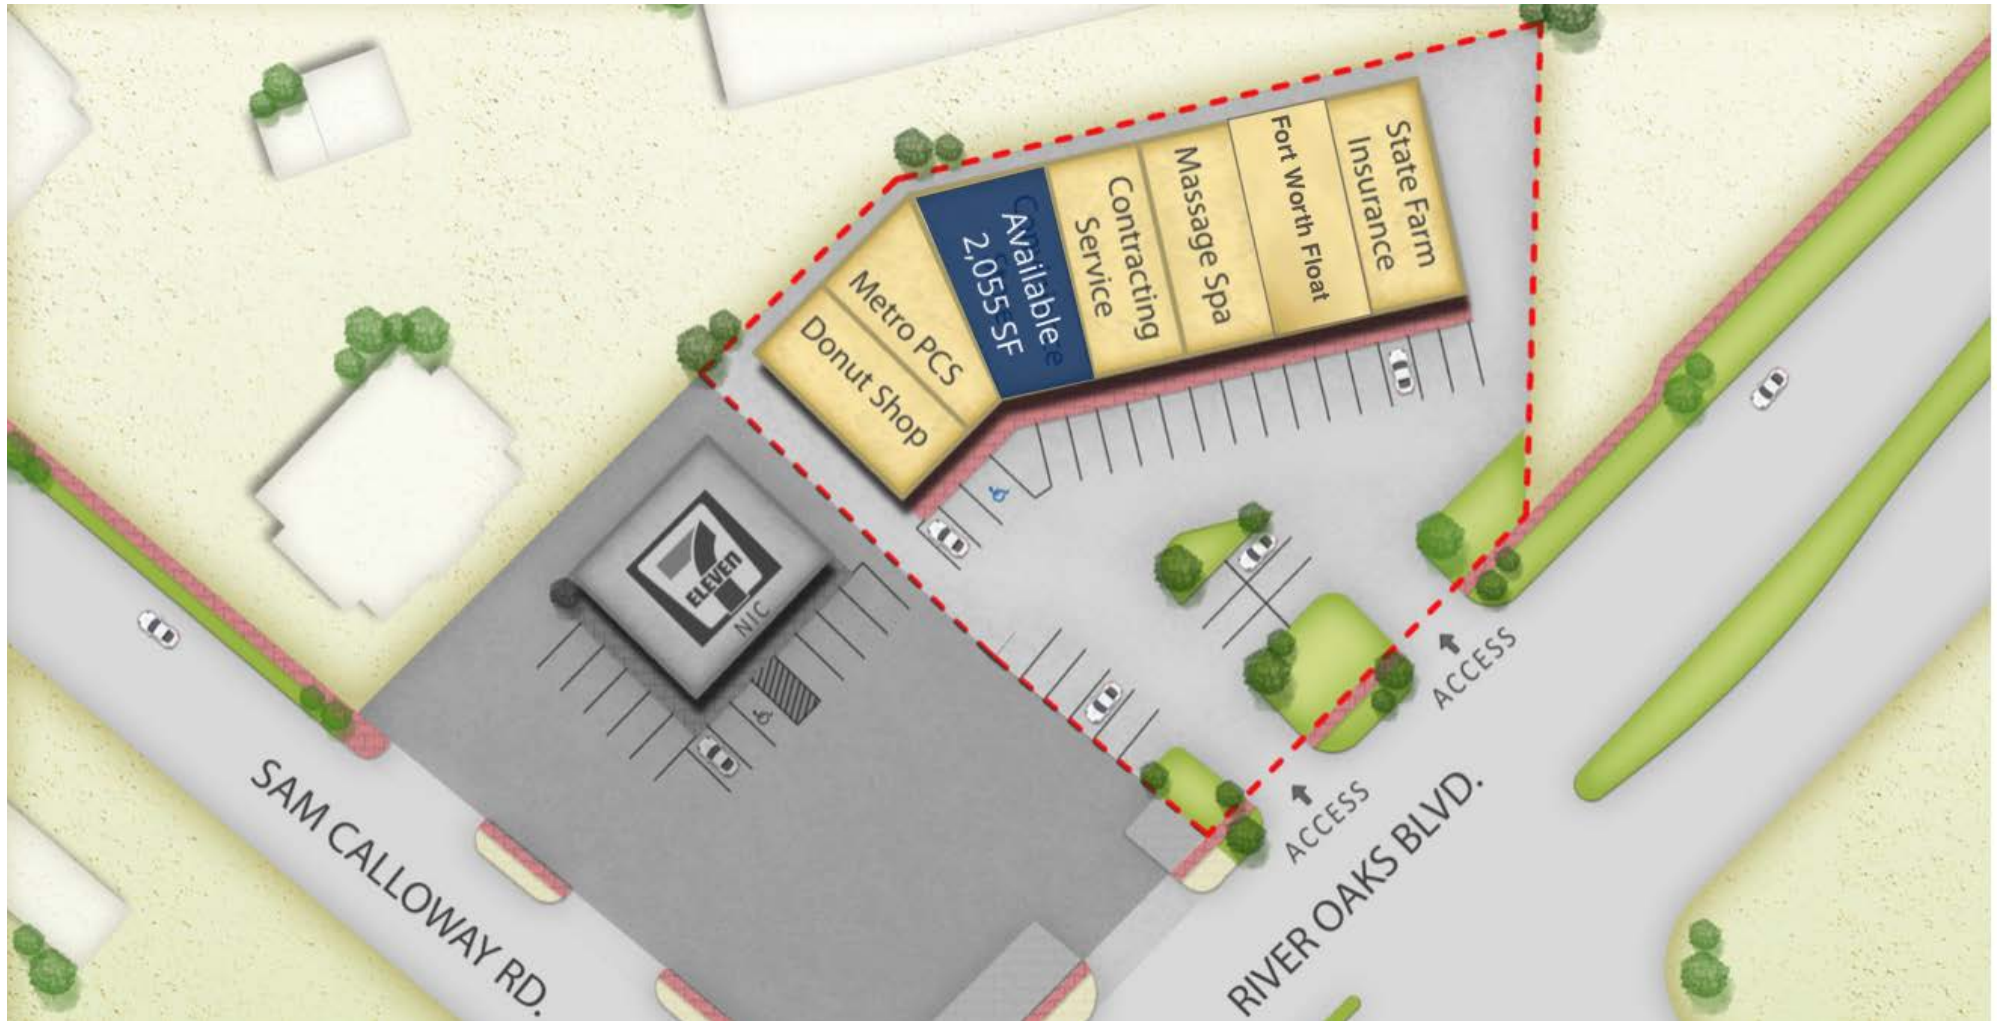 State Farm
Insurance
Fort Worth Float
Massage Spa
Contracting
Service
Available
2,055 SF
Metro PCS
Donut Shop
7
ELEVEn
NIC
ACCESS
ACCESS
SAM CALLOWAY RD.
RIVER OAKS BLVD.